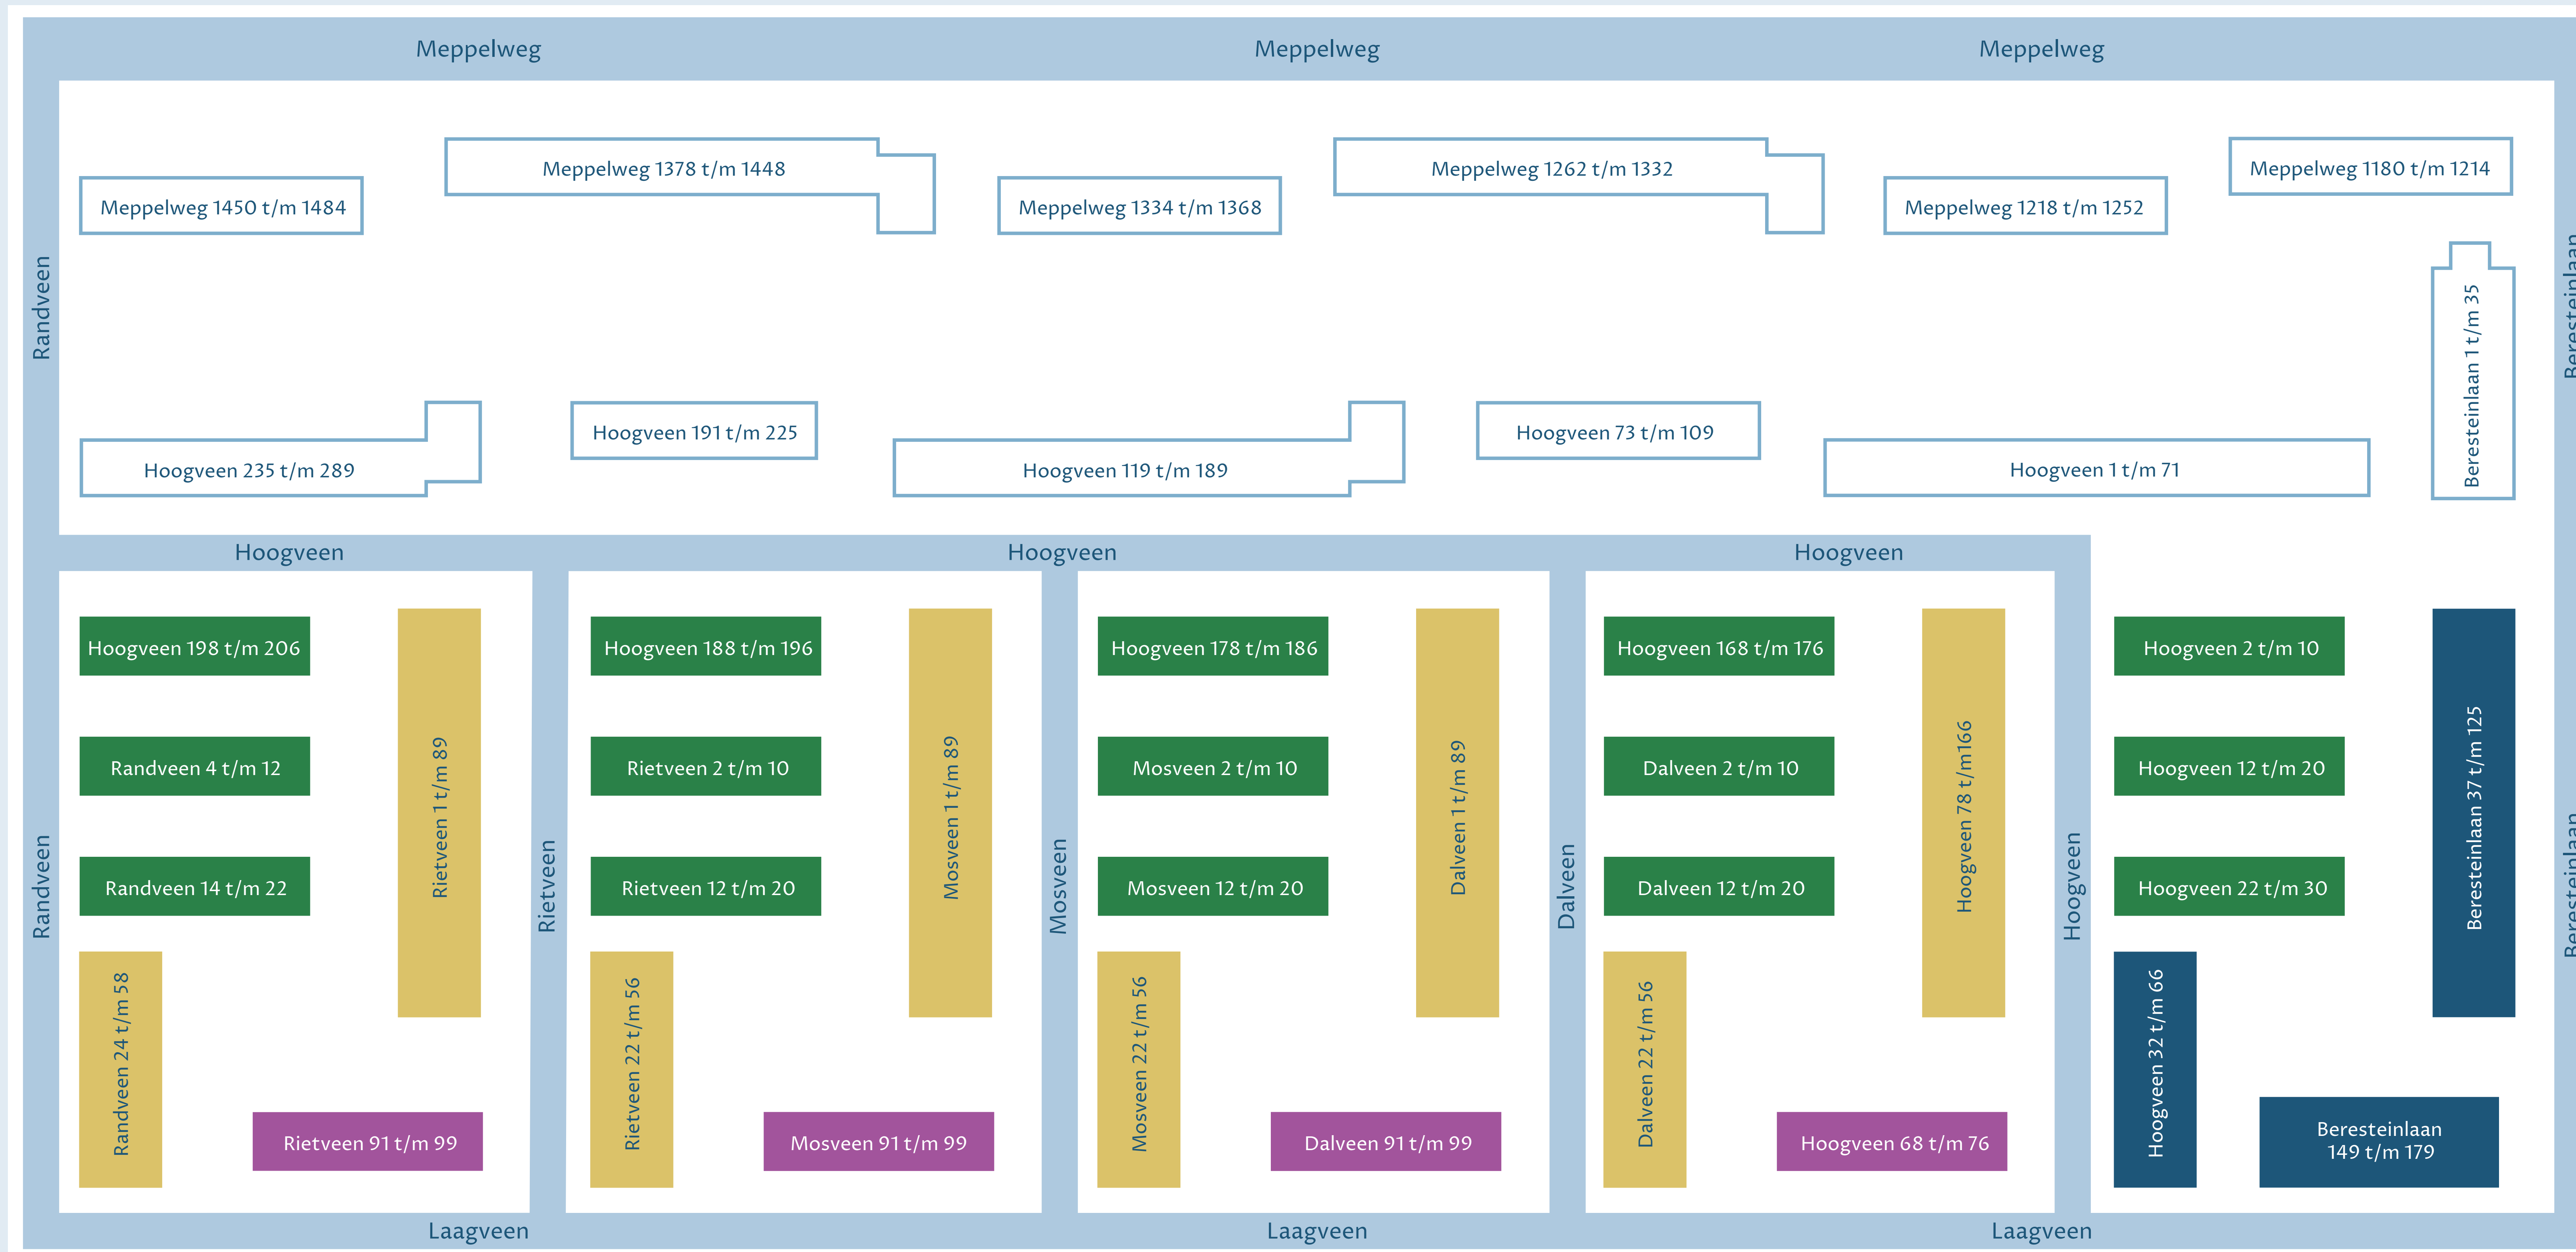 Meppelweg
Meppelweg
Meppelweg
Meppelweg 1450 t/m 1484
Meppelweg 1378 t/m 1448
Meppelweg 1334 t/m 1368
Meppelweg 1262 t/m 1332
Meppelweg 1218 t/m 1252
Meppelweg 1180 t/m 1214
Randveen
Beresteinlaan
Beresteinlaan 1 t/m 35
Hoogveen 235 t/m 289
Hoogveen 191 t/m 225
Hoogveen 119 t/m 189
Hoogveen 73 t/m 109
Hoogveen 1 t/m 71
Hoogveen
Hoogveen
Hoogveen
Hoogveen 198 t/m 206
Randveen 4 t/m 12
Randveen 14 t/m 22
Rietveen 1 t/m 89
Randveen
Randveen 24 t/m 58
Rietveen 91 t/m 99
Rietveen
Hoogveen 188 t/m 196
Rietveen 2 t/m 10
Rietveen 12 t/m 20
Mosveen 1 t/m 89
Rietveen 22 t/m 56
Mosveen 91 t/m 99
Mosveen
Hoogveen 178 t/m 186
Mosveen 2 t/m 10
Mosveen 12 t/m 20
Dalveen 1 t/m 89
Mosveen 22 t/m 56
Dalveen 91 t/m 99
Dalveen
Hoogveen 168 t/m 176
Dalveen 2 t/m 10
Dalveen 12 t/m 20
Hoogveen 78 t/m166
Dalveen 22 t/m 56
Hoogveen 68 t/m 76
Hoogveen
Hoogveen 2 t/m 10
Hoogveen 12 t/m 20
Hoogveen 22 t/m 30
Beresteinlaan 37 t/m 125
Hoogveen 32 t/m 66
Beresteinlaan
149 t/m 179
Beresteinlaan
Laagveen
Laagveen
Laagveen